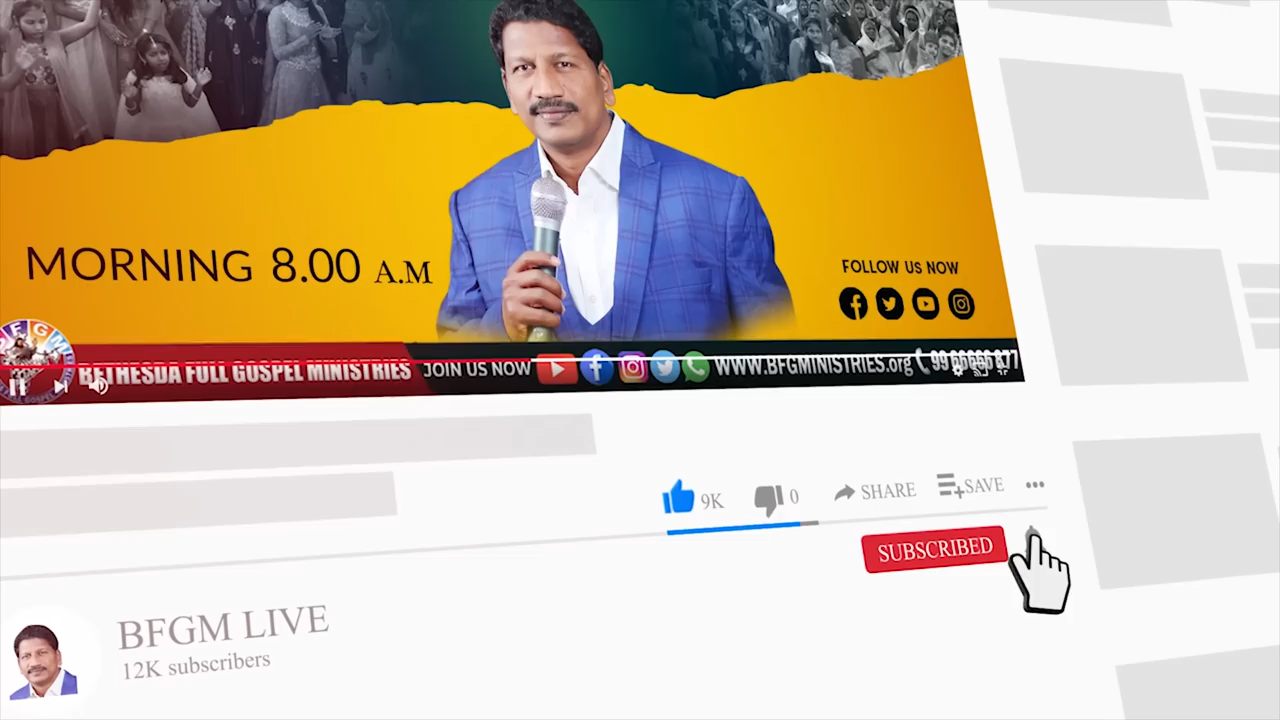 MORNING 8.00 A.M
FOLLOW US NOW
BFGM
BETHESDA FULL GOSPEL MINISTRIES JOIN US NOW WWW.BFGMINISTRIES.org
9K 0 SHARE SAVE
SUBSCRIBED
BFGM LIVE
12K subscribers